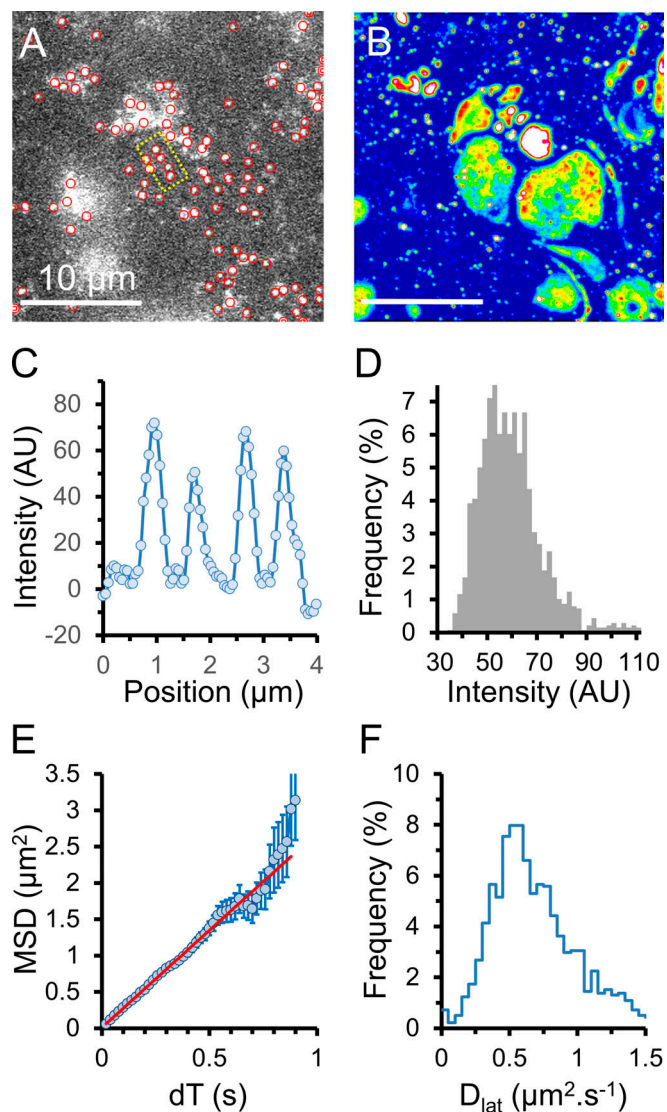 A
10 µm
B
C
80
60
40
20
0
-20
Intensity (AU)
0 1 2 3 4
Position (µm)
D
7
6
5
4
3
2
1
0
Frequency (%)
30 50 70 90 110
Intensity (AU)
E
3.5
3
2.5
2
1.5
1
0.5
0
MSD (µm²)
0 0.5 1
dT (s)
F
10
8
6
4
2
0
Frequency (%)
0 0.5 1 1.5
D_lat (µm².s⁻¹)